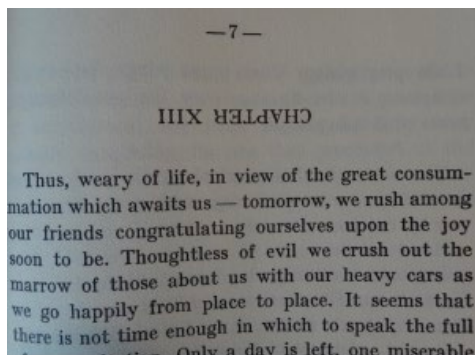 —7—
CHAPTER XIII
Thus, weary of life, in view of the great consum-
mation which awaits us — tomorrow, we rush among
our friends congratulating ourselves upon the joy
soon to be. Thoughtless of evil we crush out the
marrow of those about us with our heavy cars as
we go happily from place to place. It seems that
there is not time enough in which to speak the full
Only a day is left, one miserable